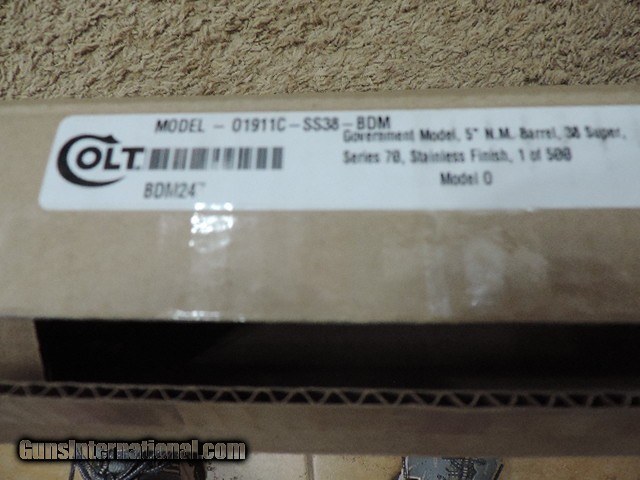 MODEL - O1911C-SS38-BDM
COLT
BDM24
Government Model, 5" N.M. Barrel, 38 Super,
Series 70, Stainless Finish, 1 of 500
Model O
GunsInternational.com